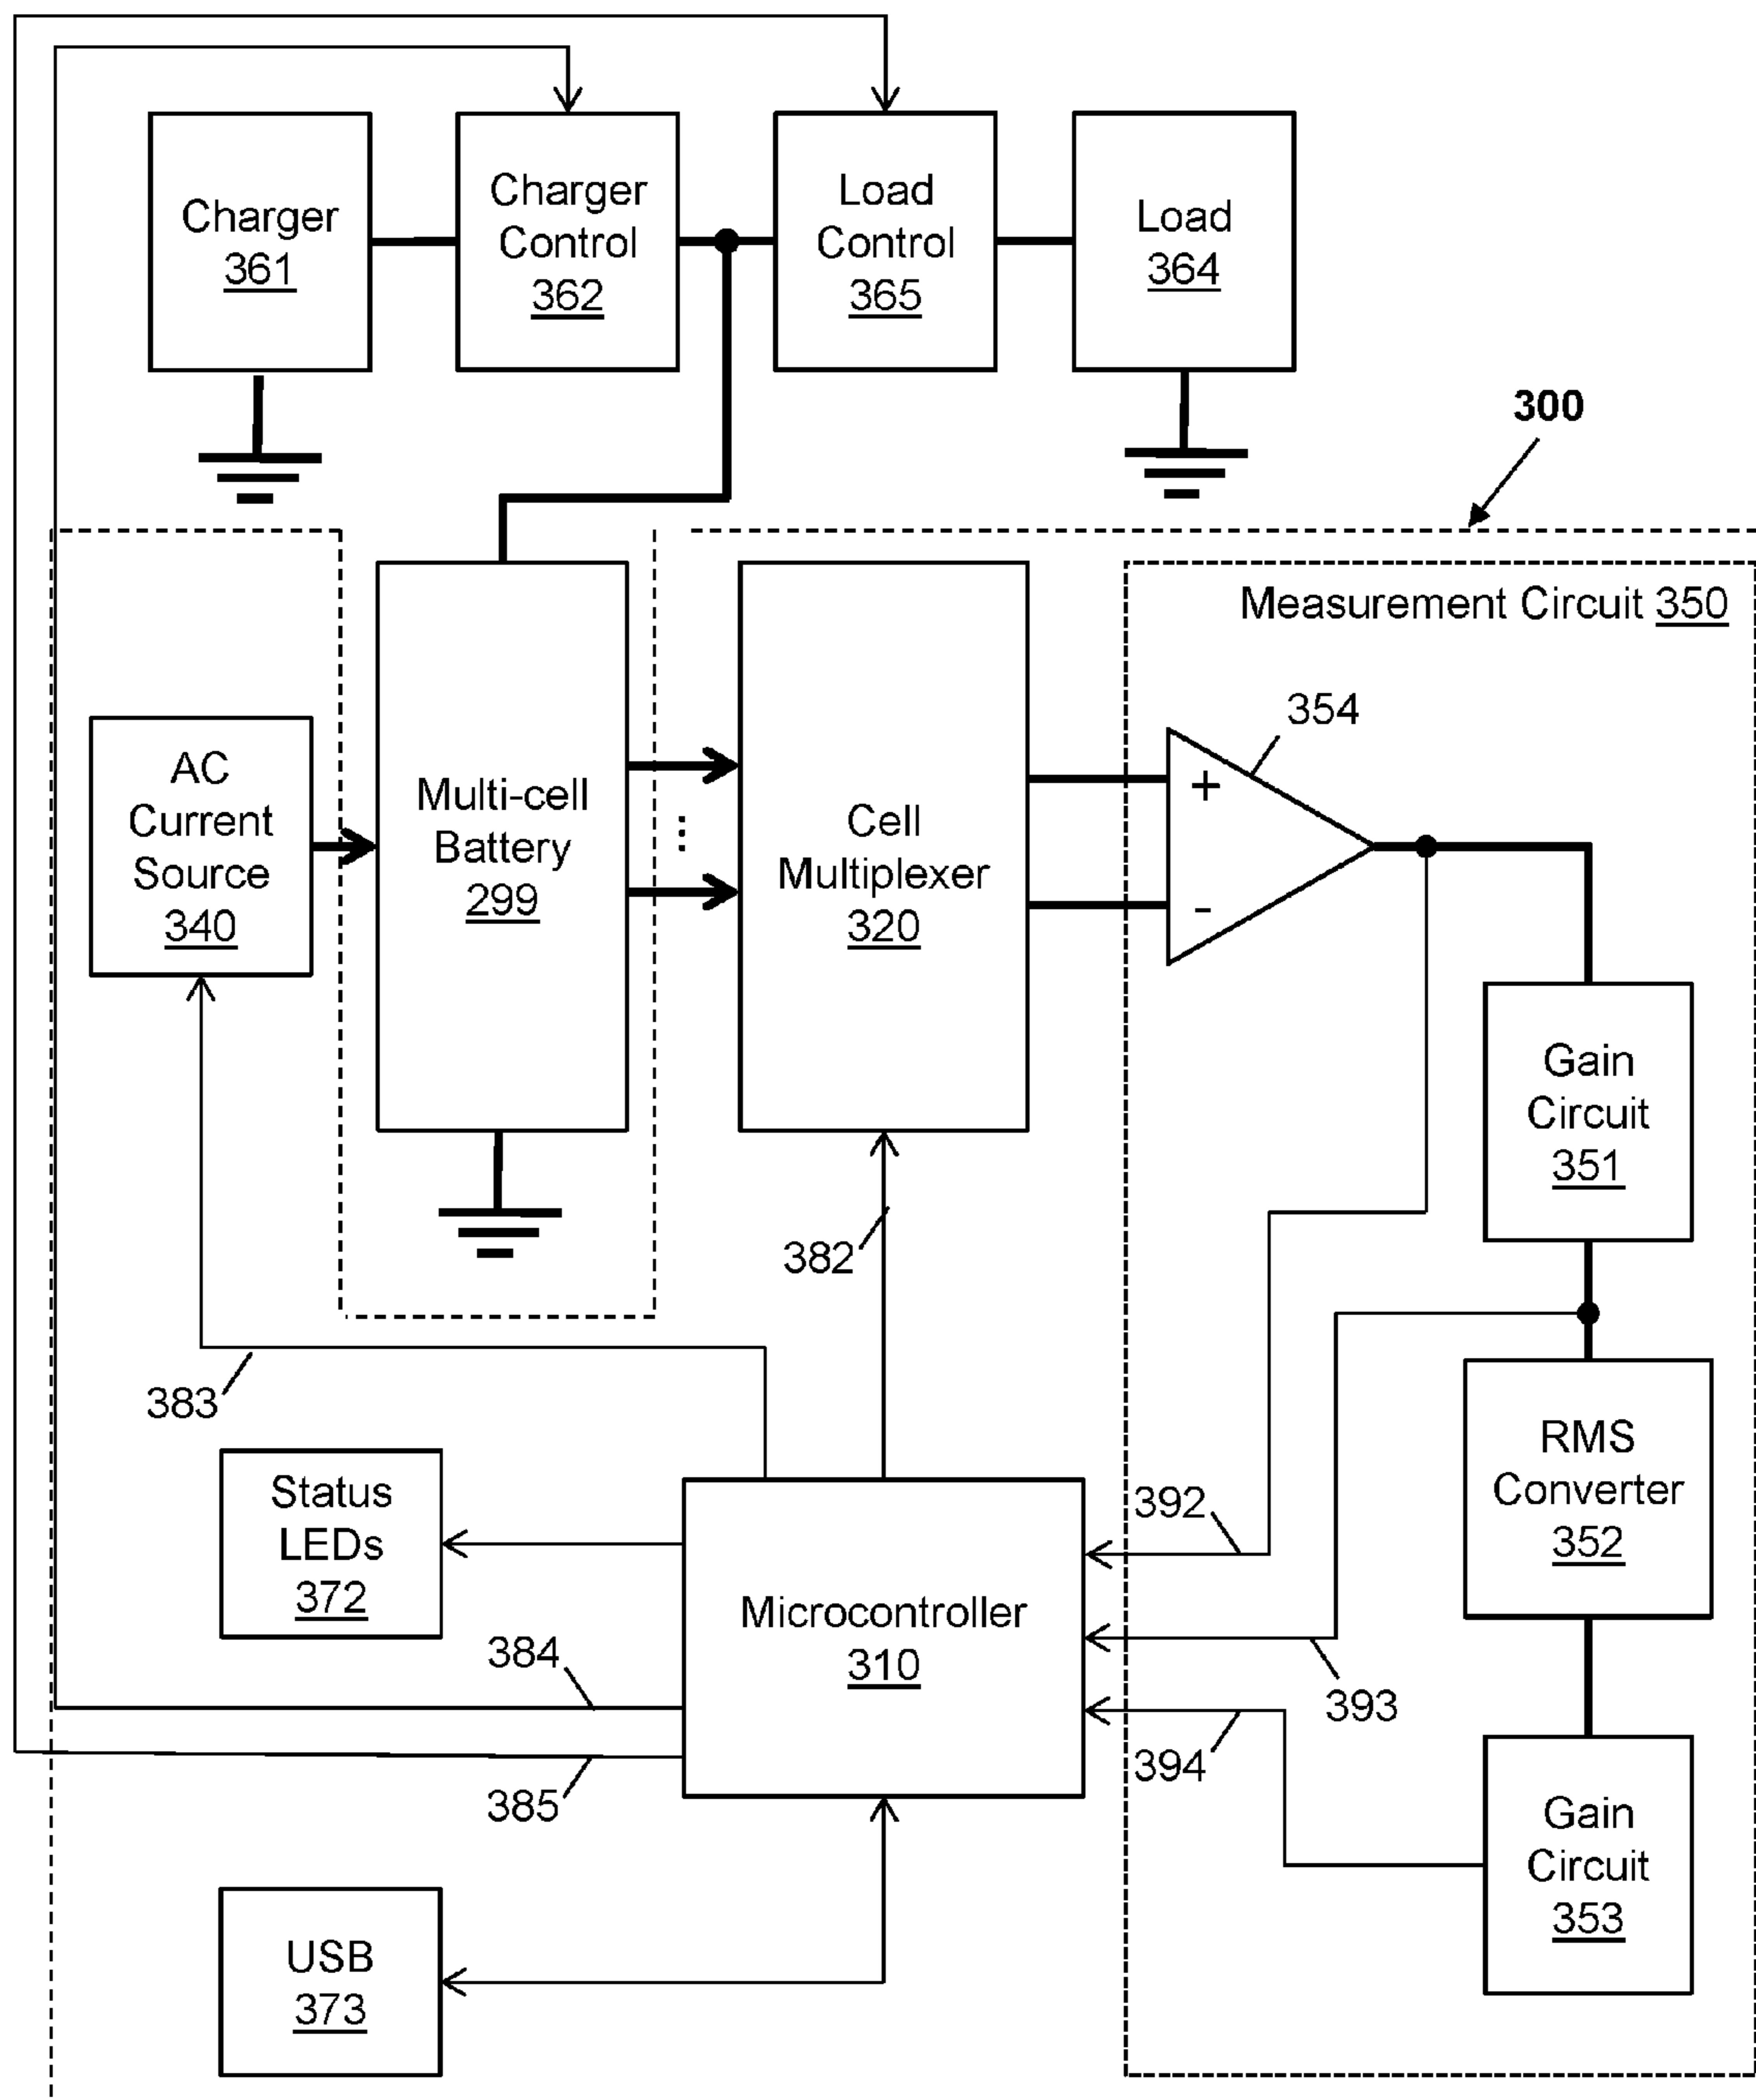 Charger
361
Charger
Control
362
Load
Control
365
Load
364
300
Measurement Circuit 350
354
AC
Current
Source
340
Multi-cell
Battery
299
Cell
Multiplexer
320
+
-
Gain
Circuit
351
382
383
RMS
Converter
352
Status
LEDs
372
392
Microcontroller
310
384
393
394
385
Gain
Circuit
353
USB
373